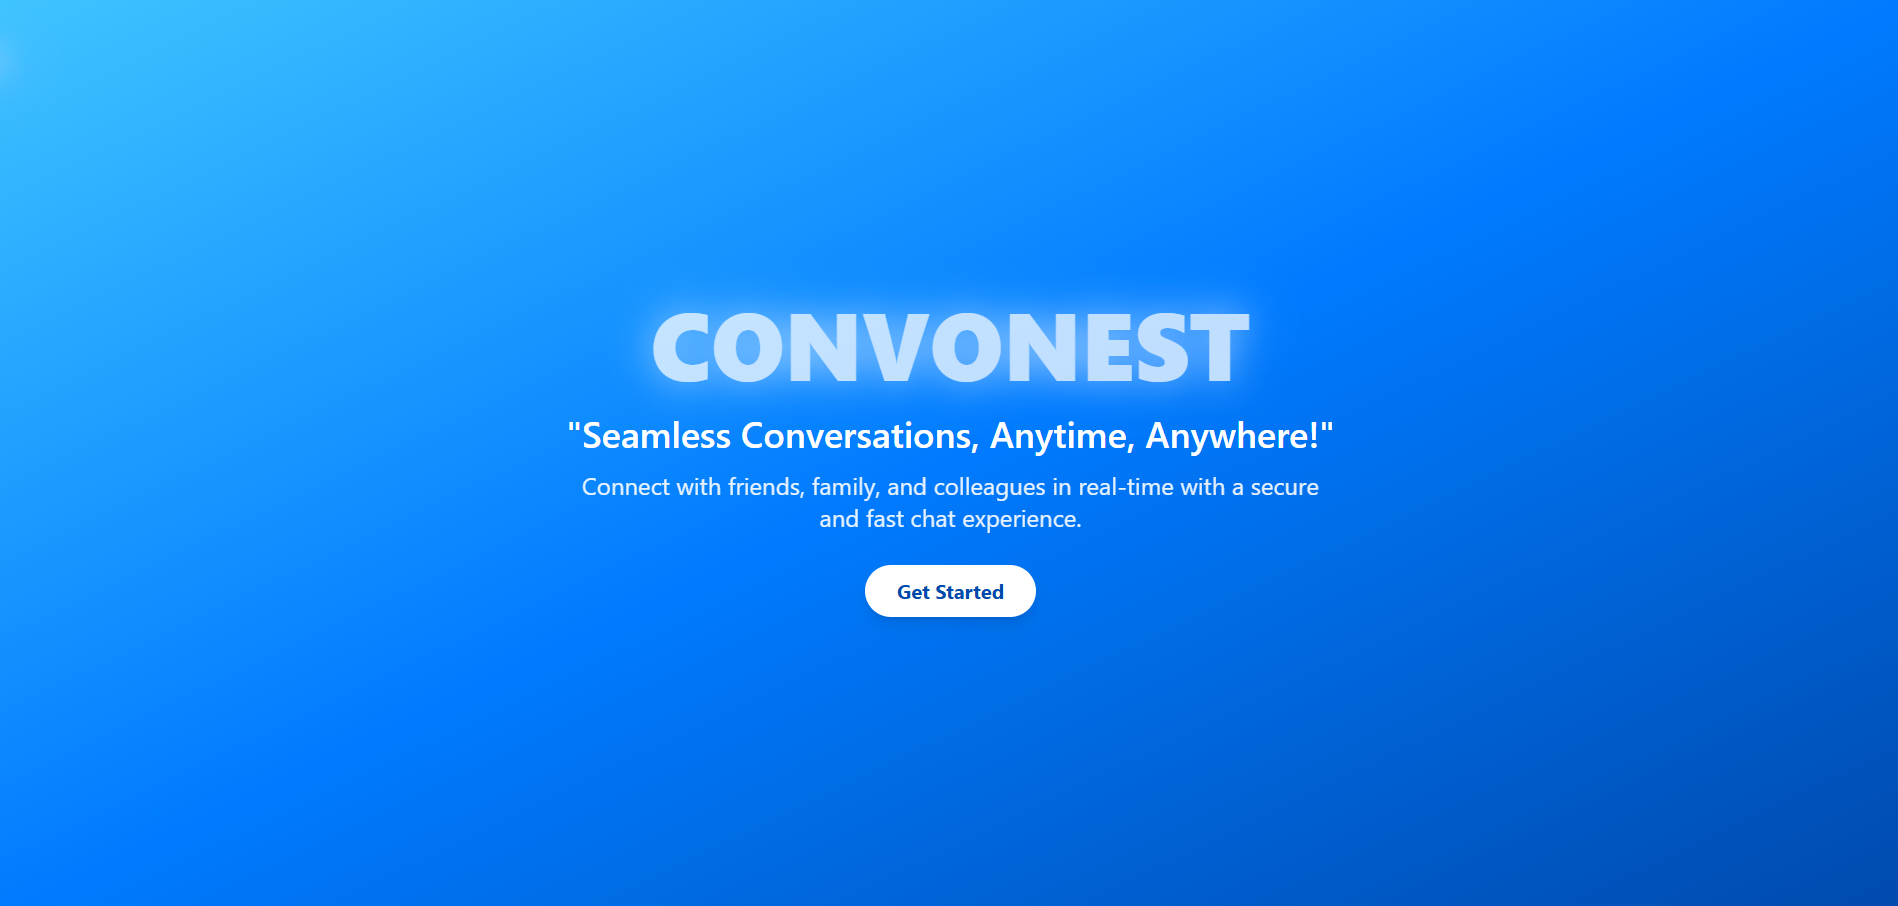 CONVONEST
"Seamless Conversations, Anytime, Anywhere!"
Connect with friends, family, and colleagues in real-time with a secure
and fast chat experience.
Get Started